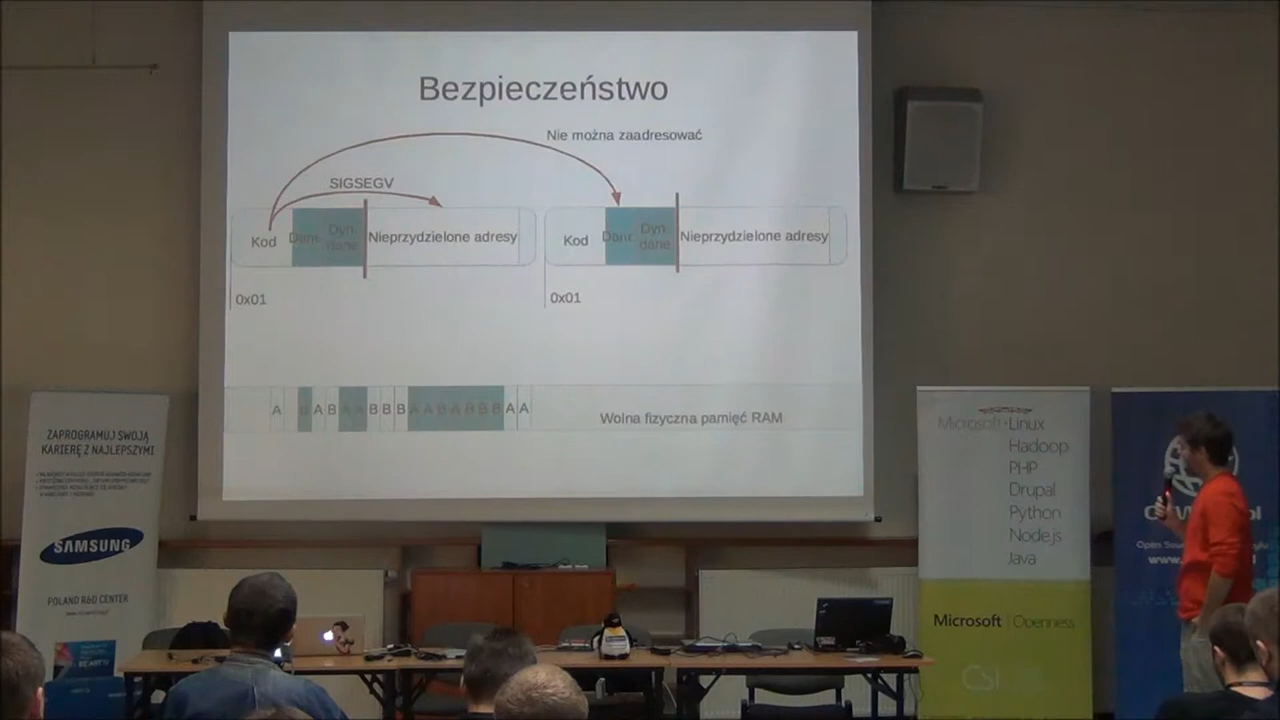 Bezpieczeństwo
Nie można zaadresować
SIGSEGV
Kod
Dane
Dyn
dane
Nieprzydzielone adresy
Kod
Dane
Dyn
dane
Nieprzydzielone adresy
0x01
0x01
A B A B A A B B B A A B A B B B A A
Wolna fizyczna pamięć RAM
ZAPROGRAMUJ SWOJĄ
KARIERĘ Z NAJLEPSZYMI
SAMSUNG
POLAND R&D CENTER
Microsoft+Linux
Hadoop
PHP
Drupal
Python
Node.js
Java
Microsoft | Openness